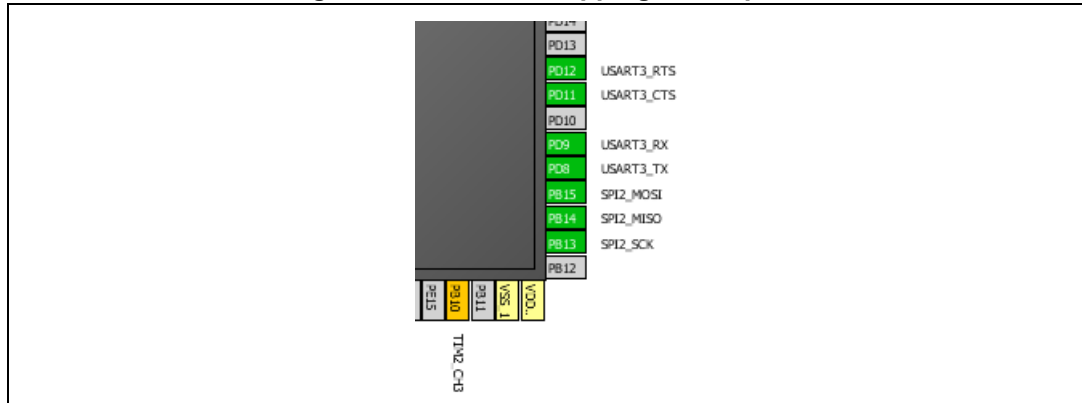 PD13
PD12 USART3_RTS
PD11 USART3_CTS
PD10
PD9 USART3_RX
PD8 USART3_TX
PB15 SPI2_MOSI
PB14 SPI2_MISO
PB13 SPI2_SCK
PB12
PE15 PB10 PB11 VSS_1 VDD..
TIM2_CH3